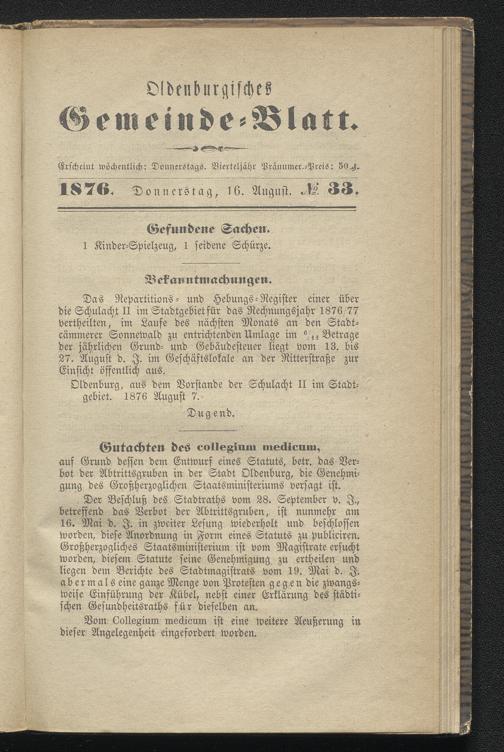 Oldenburgisches
Gemeinde-Blatt.
Erscheint wöchentlich: Donnerstags. Vierteljähr Pränumer.-Preis: 50 ₰.
1876. Donnerstag, 16. August. № 33.
Gefundene Sachen.
1 Kinder-Spielzeug, 1 seidene Schürze.
Bekanntmachungen.
Das Repartitions- und Hebungs-Register einer über
die Schulacht II im Stadtgebiet für das Rechnungsjahr 1876/77
vertheilten, im Laufe des nächsten Monats an den Stadt-
cämmerer Sonnewald zu entrichtenden Umlage im Betrage
der jährlichen Grund- und Gebäudesteuer liegt vom 13. bis
27. August d. J. im Geschäftslokale an der Ritterstraße zur
Einsicht öffentlich aus.
Oldenburg, aus dem Vorstande der Schulacht II im Stadt-
gebiet. 1876 August 7.
Dugend.
Gutachten des collegium medicum,
auf Grund dessen dem Entwurf eines Statuts, betr. das Ver-
bot der Abtrittsgruben in der Stadt Oldenburg, die Genehmi-
gung des Großherzoglichen Staatsministeriums versagt ist.
Der Beschluß des Stadtraths vom 28. September v. J.,
betreffend das Verbot der Abtrittsgruben, ist nunmehr am
16. Mai d. J. in zweiter Lesung wiederholt und beschlossen
worden, diese Anordnung in Form eines Statuts zu publiciren.
Großherzogliches Staatsministerium ist vom Magistrate ersucht
worden, diesem Statute seine Genehmigung zu ertheilen und
liegen dem Berichte des Stadtmagistrats vom 19. Mai d. J.
abermals eine ganze Menge von Protesten gegen die zwangs-
weise Einführung der Kübel, nebst einer Erklärung des städti-
schen Gesundheitsraths für dieselben an.
Vom Collegium medicum ist eine weitere Aeußerung in
dieser Angelegenheit eingefordert worden.